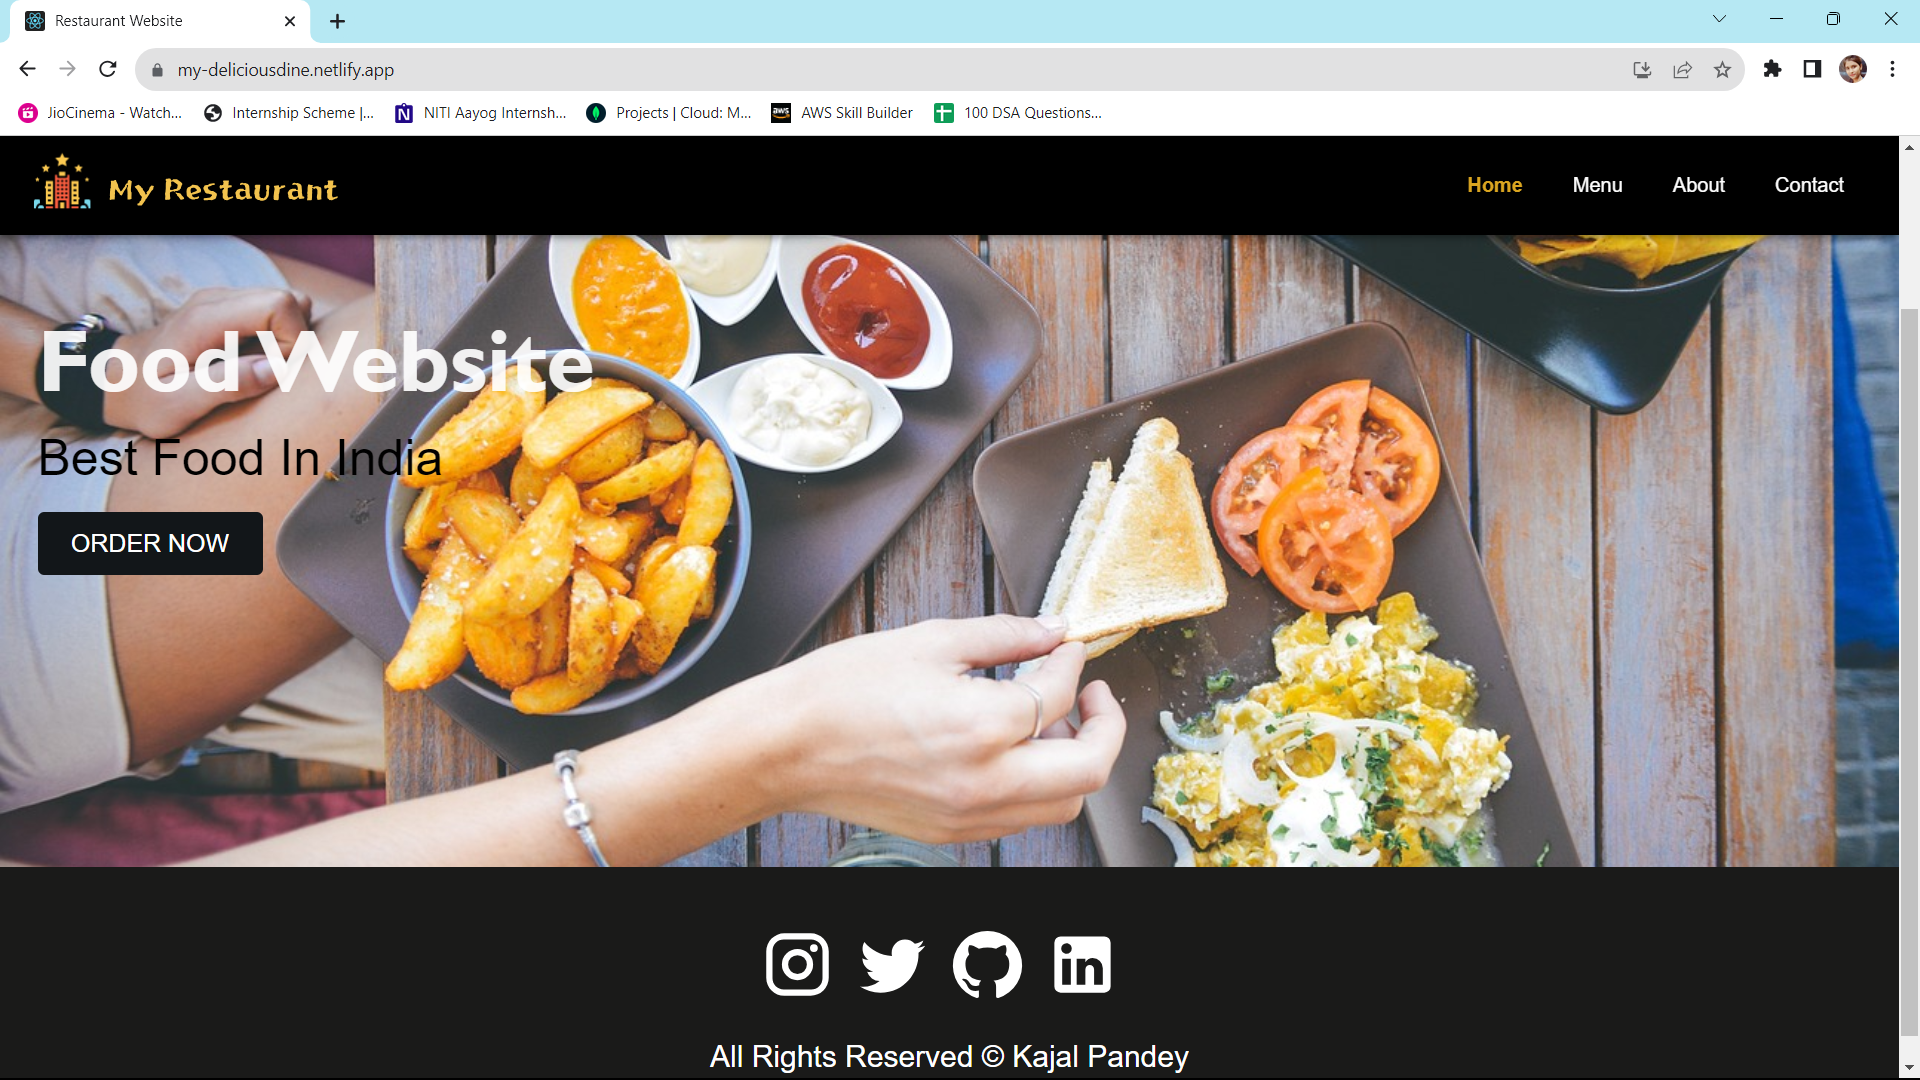 Restaurant Website
my-deliciousdine.netlify.app
JioCinema - Watch... Internship Scheme |... NITI Aayog Internsh... Projects | Cloud: M... AWS Skill Builder 100 DSA Questions...
My Restaurant Home Menu About Contact
Food Website
Best Food In India
ORDER NOW
All Rights Reserved © Kajal Pandey